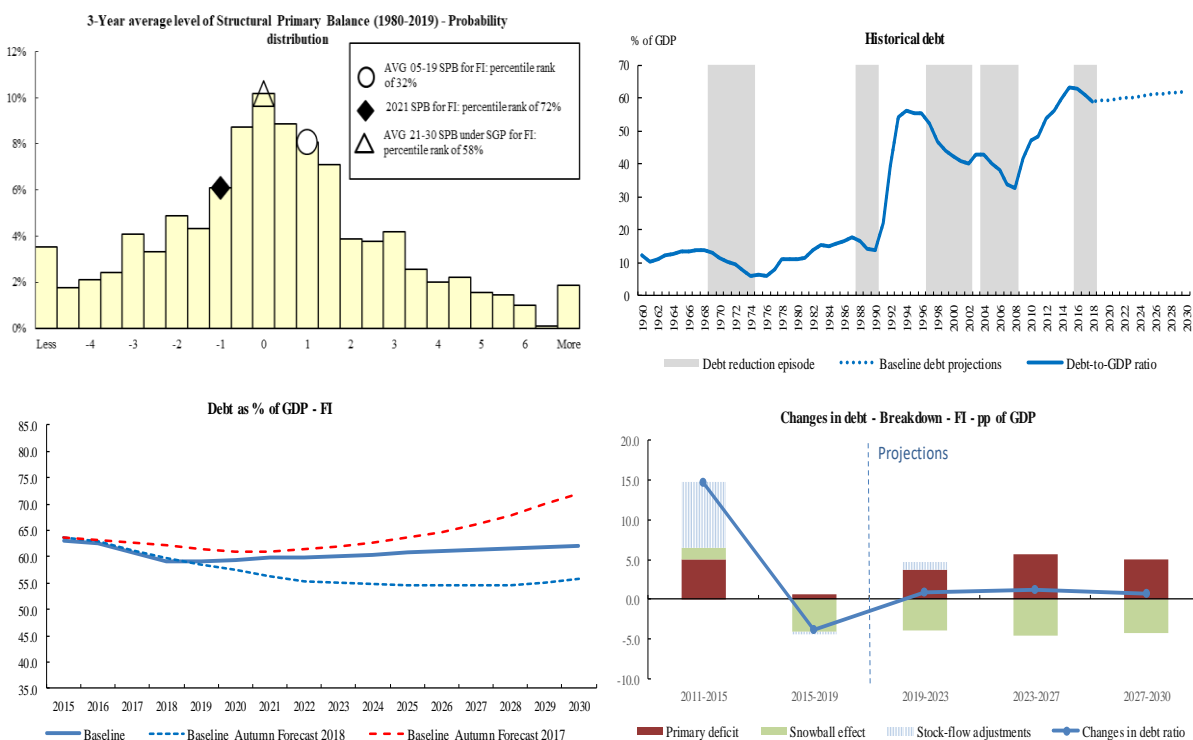 3-Year average level of Structural Primary Balance (1980-2019) - Probability
distribution
12%
10%
8%
6%
4%
2%
0%
Less -4 -3 -2 -1 0 1 2 3 4 5 6 More
AVG 05-19 SPB for FI: percentile rank
of 32%
2021 SPB for FI: percentile rank of 72%
AVG 21-30 SPB under SGP for FI:
percentile rank of 58%
Historical debt
% of GDP
70
60
50
40
30
20
10
0
1960 1962 1964 1966 1968 1970 1972 1974 1976 1978 1980 1982 1984 1986 1988 1990 1992 1994 1996 1998 2000 2002 2004 2006 2008 2010 2012 2014 2016 2018 2020 2022 2024 2026 2028 2030
Debt reduction episode Baseline debt projections Debt-to-GDP ratio
Debt as % of GDP - FI
85.0
80.0
75.0
70.0
65.0
60.0
55.0
50.0
45.0
40.0
35.0
2015 2016 2017 2018 2019 2020 2021 2022 2023 2024 2025 2026 2027 2028 2029 2030
Baseline Baseline Autumn Forecast 2018 Baseline Autumn Forecast 2017
Changes in debt - Breakdown - FI - pp of GDP
20.0
15.0
10.0
5.0
0.0
-5.0
-10.0
Projections
2011-2015 2015-2019 2019-2023 2023-2027 2027-2030
Primary deficit Snowball effect Stock-flow adjustments Changes in debt ratio